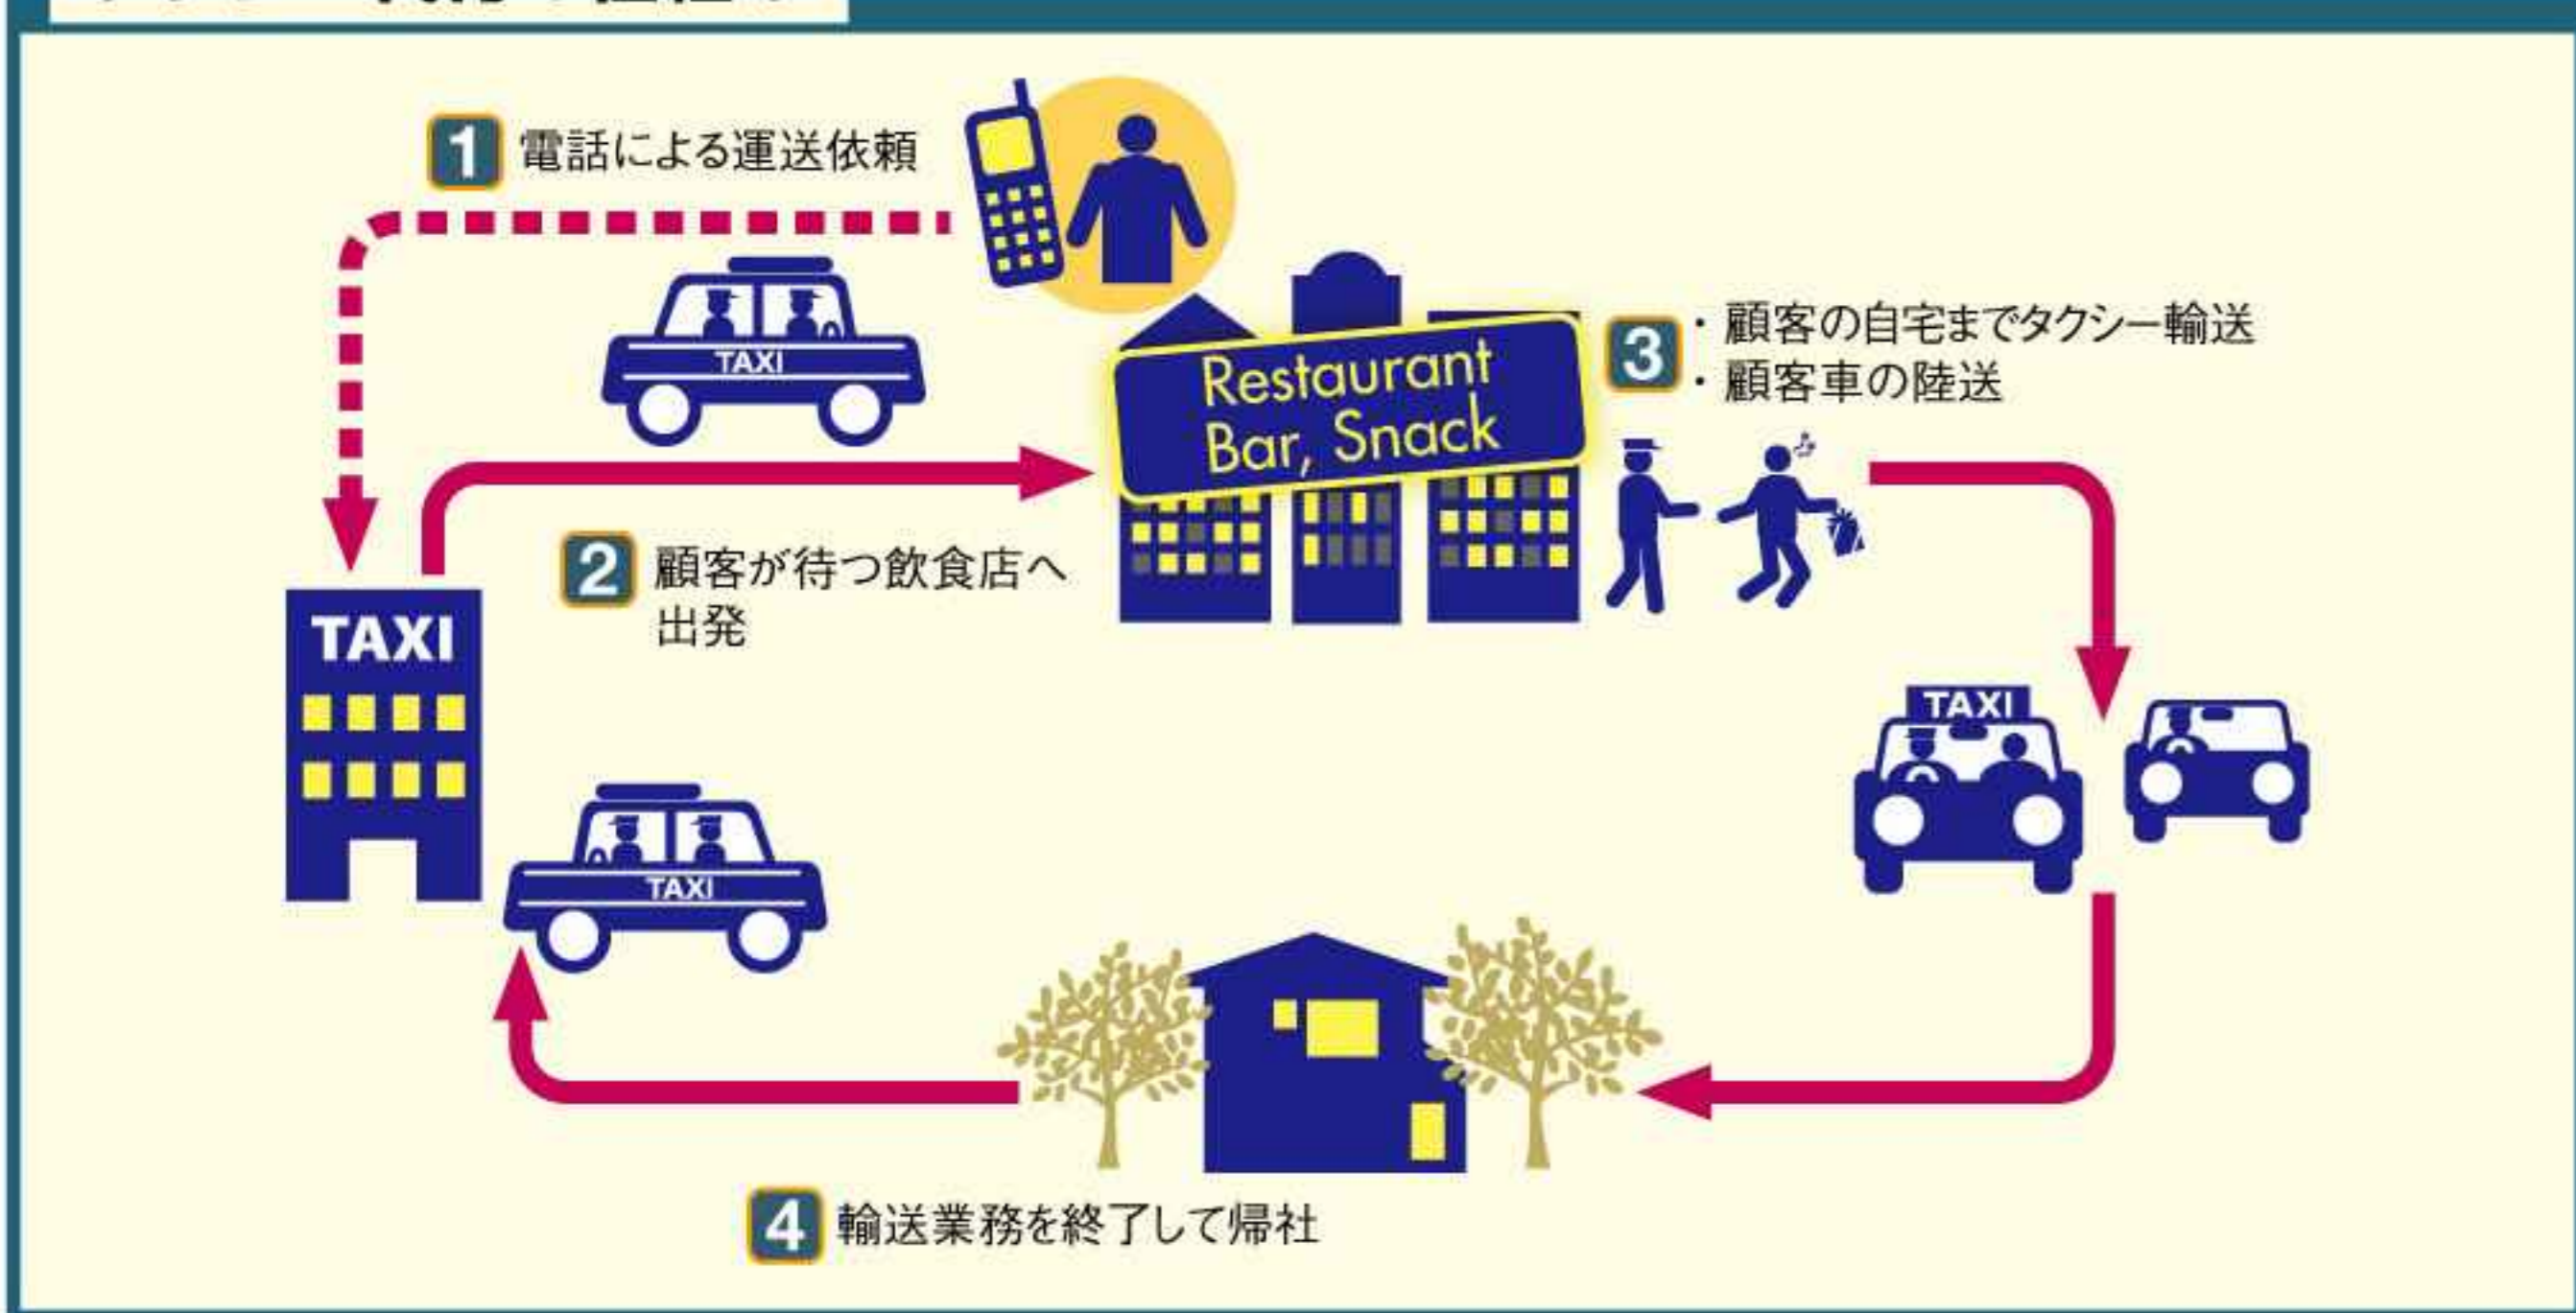 1 電話による運送依頼
TAXI
Restaurant
Bar, Snack
3 ・顧客の自宅までタクシー輸送
・顧客車の陸送
2 顧客が待つ飲食店へ
出発
TAXI
TAXI
TAXI
4 輸送業務を終了して帰社